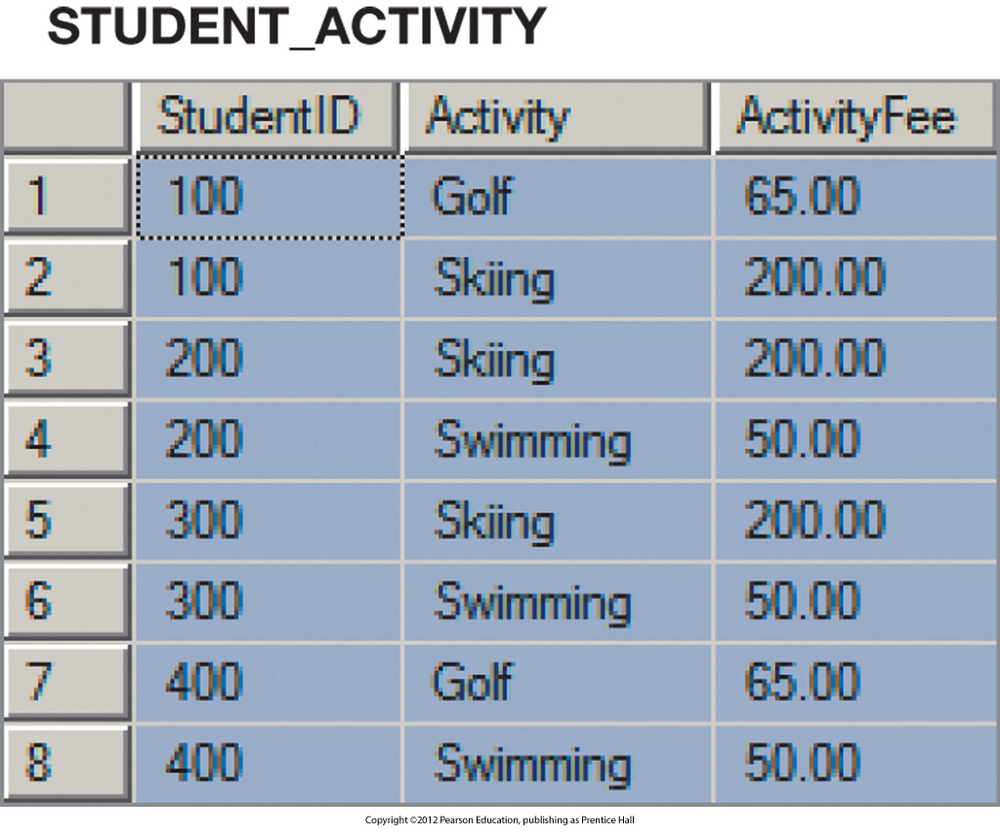 STUDENT_ACTIVITY
StudentID Activity ActivityFee
1 100 Golf 65.00
2 100 Skiing 200.00
3 200 Skiing 200.00
4 200 Swimming 50.00
5 300 Skiing 200.00
6 300 Swimming 50.00
7 400 Golf 65.00
8 400 Swimming 50.00
Copyright ©2012 Pearson Education, publishing as Prentice Hall